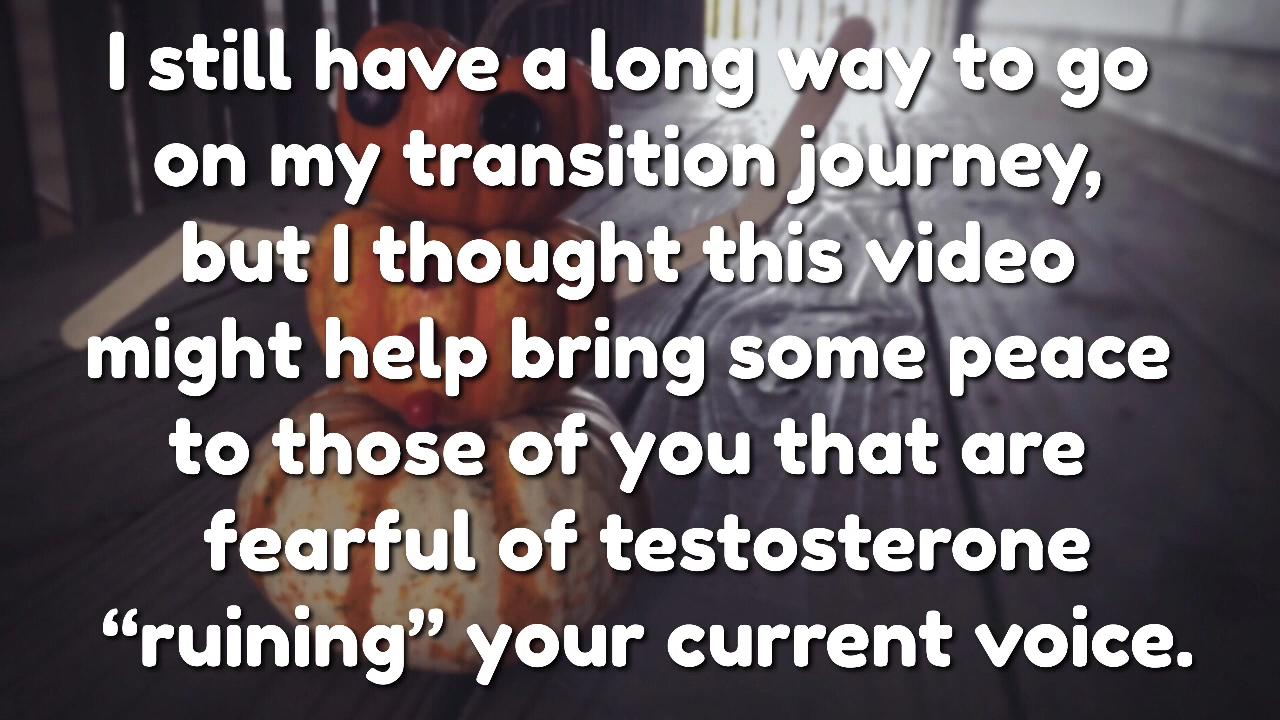 I still have a long way to go
on my transition journey,
but I thought this video
might help bring some peace
to those of you that are
fearful of testosterone
“ruining” your current voice.